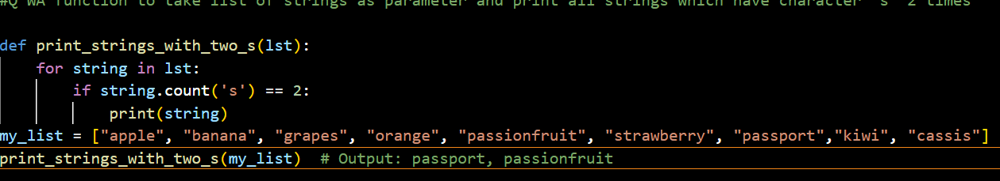 #Q WA function to take list of strings as parameter and print all strings which have character 's' 2 times
def print_strings_with_two_s(lst):
    for string in lst:
        if string.count('s') == 2:
            print(string)
my_list = ["apple", "banana", "grapes", "orange", "passionfruit", "strawberry", "passport","kiwi", "cassis"]
print_strings_with_two_s(my_list)  # Output: passport, passionfruit